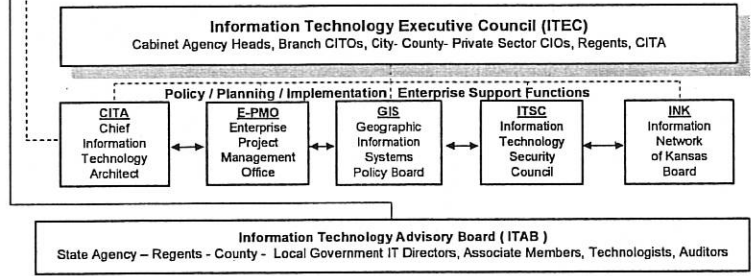 Information Technology Executive Council (ITEC)
Cabinet Agency Heads, Branch CITOs, City- County- Private Sector CIOs, Regents, CITA
Policy / Planning / Implementation / Enterprise Support Functions
CITA
Chief
Information
Technology
Architect
E-PMO
Enterprise
Project
Management
Office
GIS
Geographic
Information
Systems
Policy Board
ITSC
Information
Technology
Security
Council
INK
Information
Network
of Kansas
Board
Information Technology Advisory Board ( ITAB )
State Agency – Regents - County - Local Government IT Directors, Associate Members, Technologists, Auditors